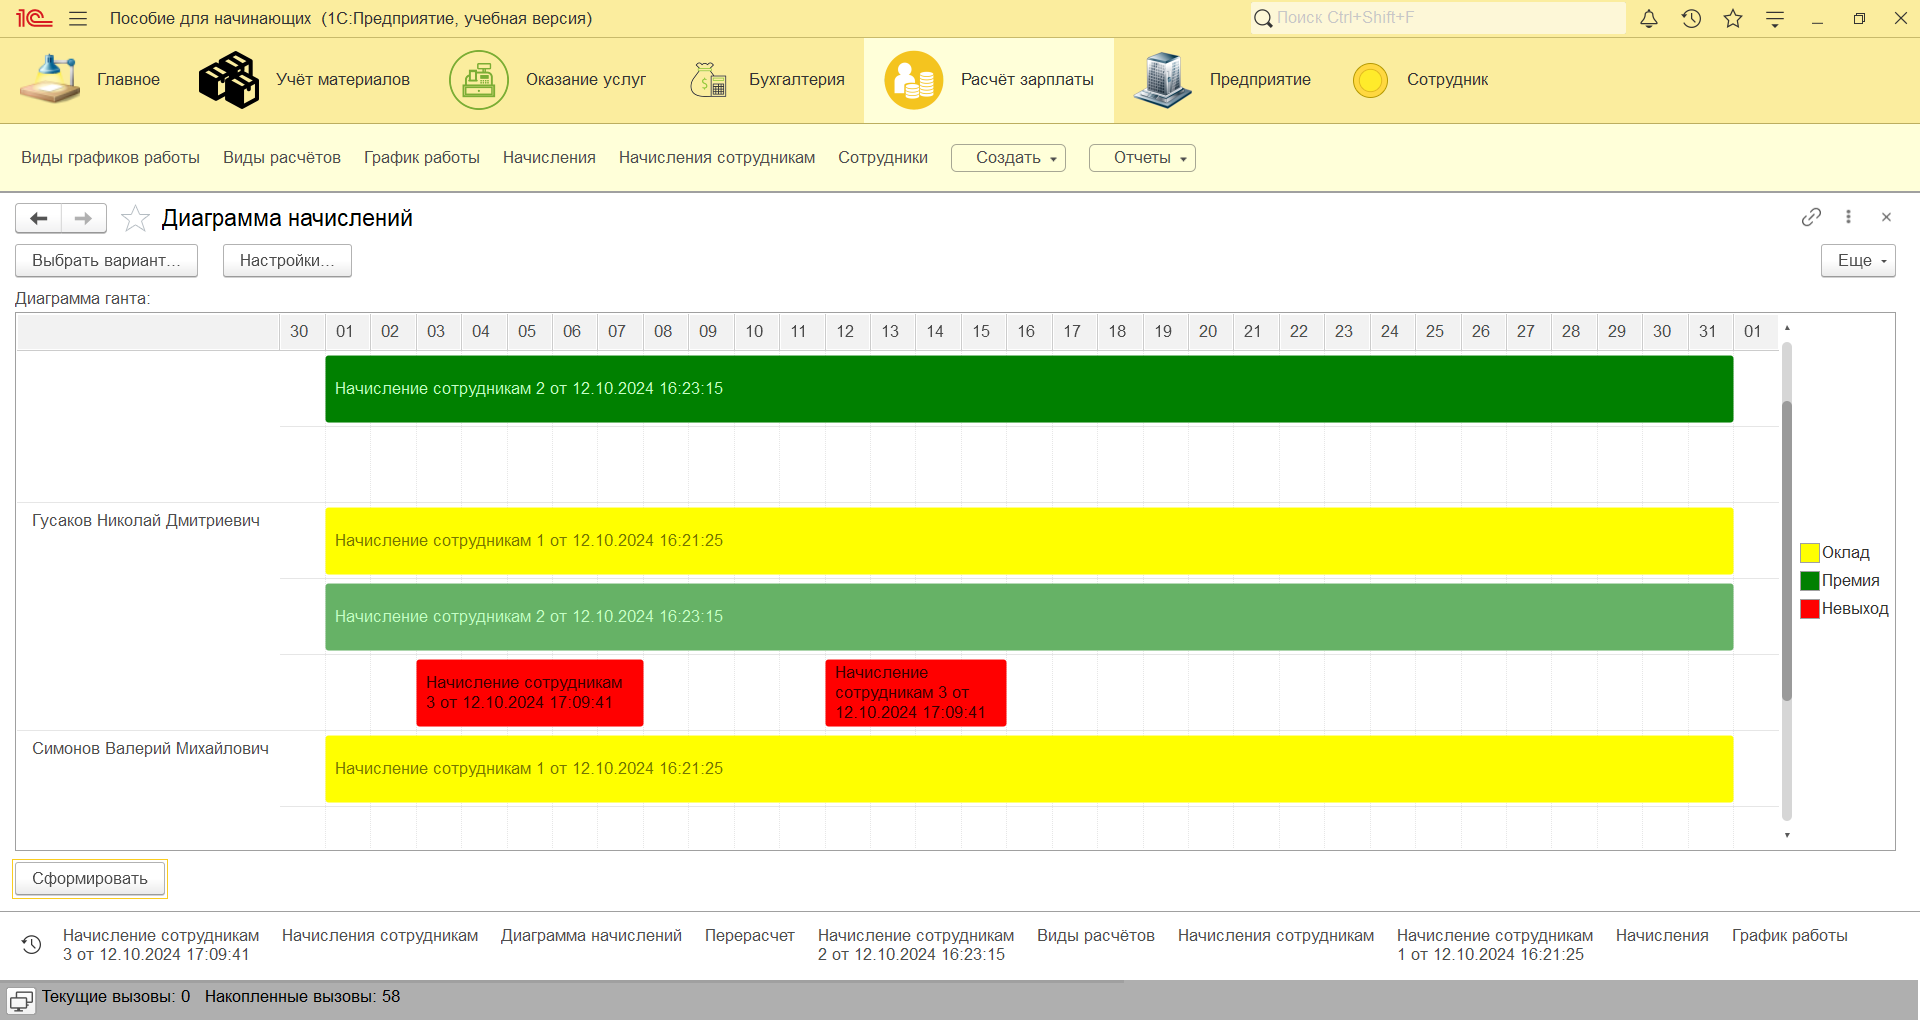 1С Пособие для начинающих (1С:Предприятие, учебная версия) Поиск Ctrl+Shift+F
Главное Учёт материалов Оказание услуг Бухгалтерия Расчёт зарплаты Предприятие Сотрудник
Виды графиков работы Виды расчётов График работы Начисления Начисления сотрудникам Сотрудники Создать Отчеты
Диаграмма начислений
Выбрать вариант... Настройки... Еще
Диаграмма ганта:
30 01 02 03 04 05 06 07 08 09 10 11 12 13 14 15 16 17 18 19 20 21 22 23 24 25 26 27 28 29 30 31 01
Начисление сотрудникам 2 от 12.10.2024 16:23:15
Гусаков Николай Дмитриевич
Начисление сотрудникам 1 от 12.10.2024 16:21:25
Начисление сотрудникам 2 от 12.10.2024 16:23:15
Начисление сотрудникам
3 от 12.10.2024 17:09:41
Начисление
сотрудникам 3 от
12.10.2024 17:09:41
Симонов Валерий Михайлович
Начисление сотрудникам 1 от 12.10.2024 16:21:25
Оклад
Премия
Невыход
Сформировать
Начисление сотрудникам
3 от 12.10.2024 17:09:41
Начисления сотрудникам
Диаграмма начислений
Перерасчет
Начисление сотрудникам
2 от 12.10.2024 16:23:15
Виды расчётов
Начисления сотрудникам
Начисление сотрудникам
1 от 12.10.2024 16:21:25
Начисления
График работы
Текущие вызовы: 0 Накопленные вызовы: 58